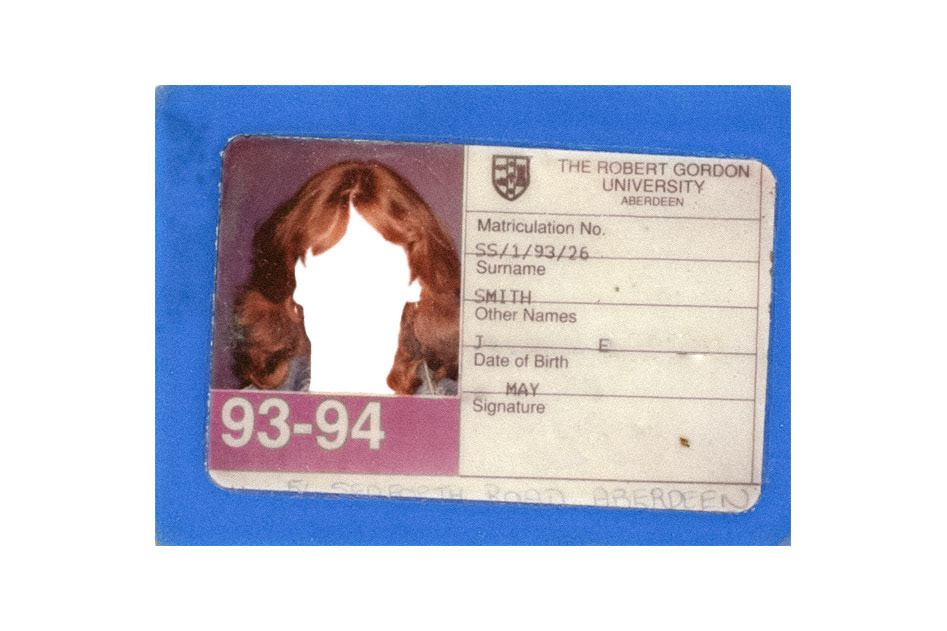 THE ROBERT GORDON
UNIVERSITY
ABERDEEN
Matriculation No.
SS/1/93/26
Surname
SMITH
Other Names
J E
Date of Birth
MAY
Signature
93-94
ROAD ABERDEEN